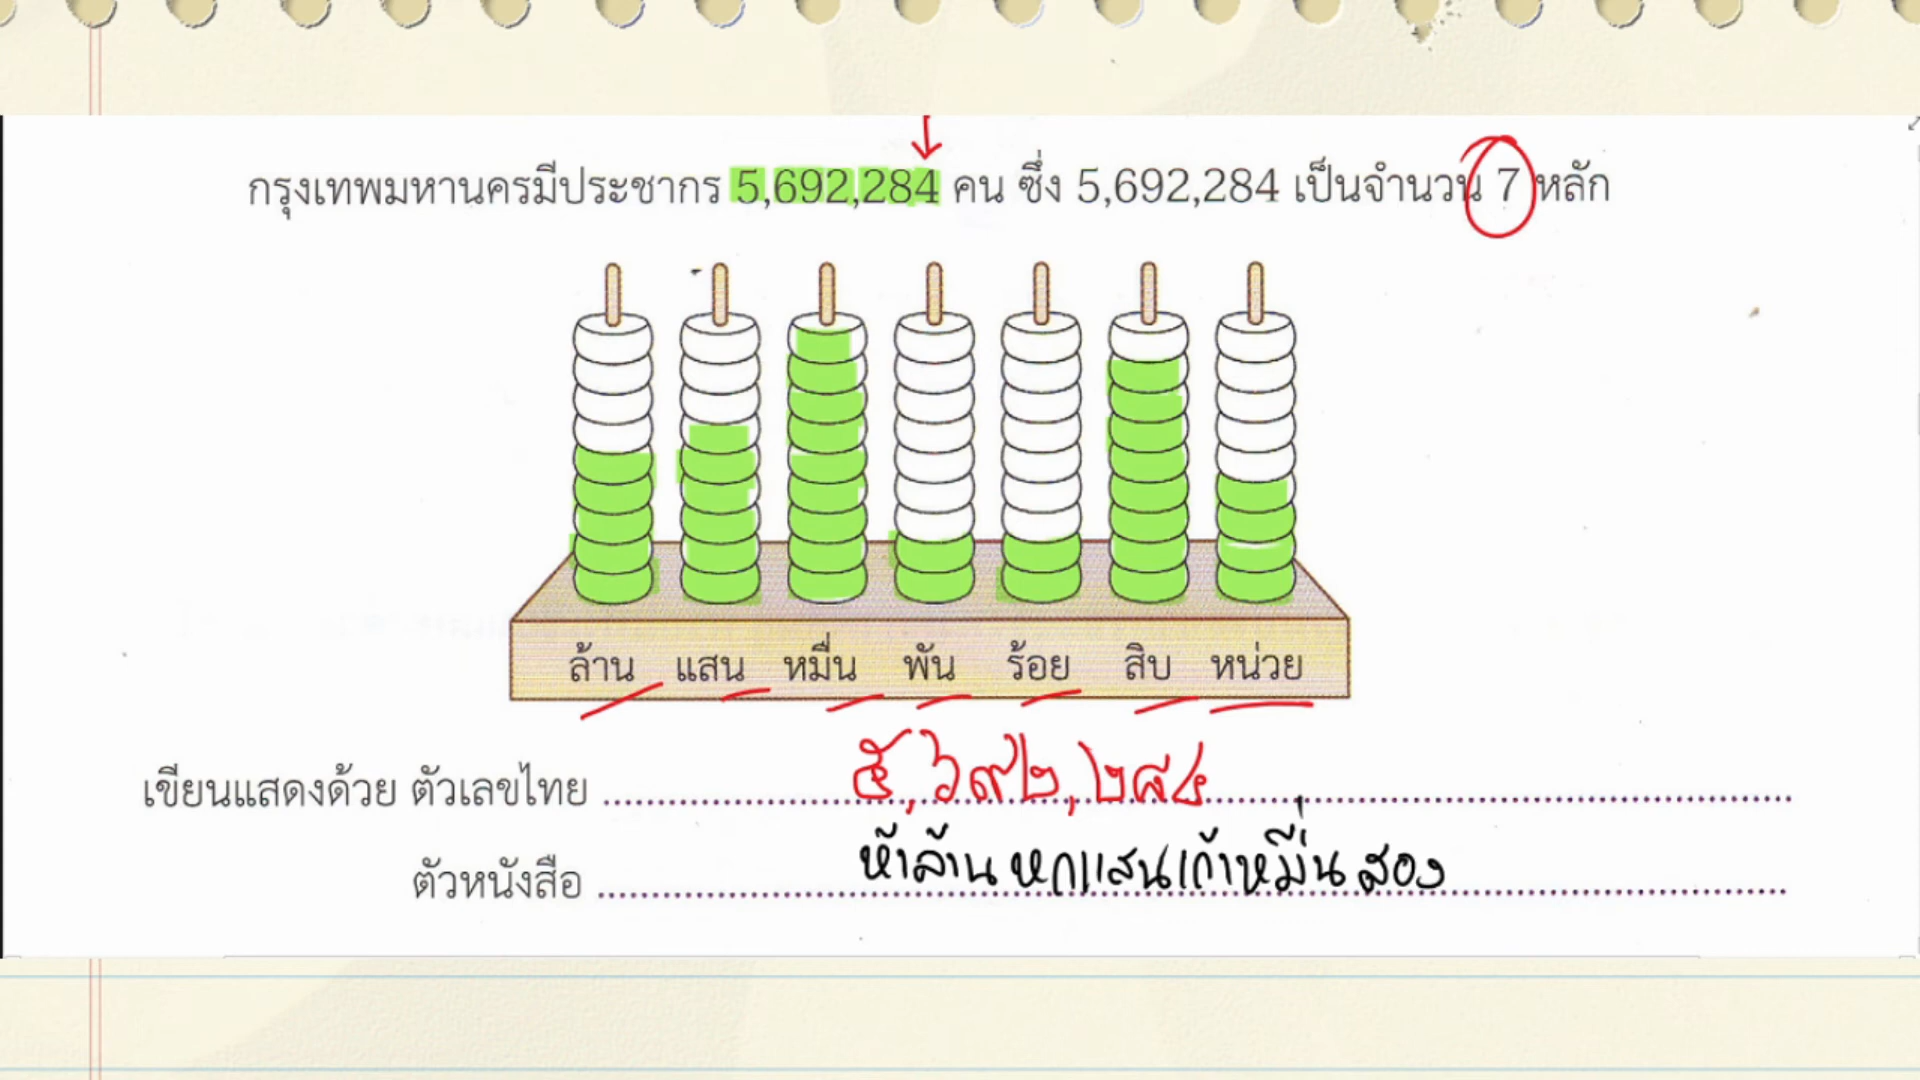 กรุงเทพมหานครมีประชากร 5,692,284 คน ซึ่ง 5,692,284 เป็นจำนวน 7 หลัก
ล้าน แสน หมื่น พัน ร้อย สิบ หน่วย
เขียนแสดงด้วย ตัวเลขไทย ๕,๖๙๒,๒๘๔
ตัวหนังสือ ห้าล้านหกแสนเก้าหมื่นสอง